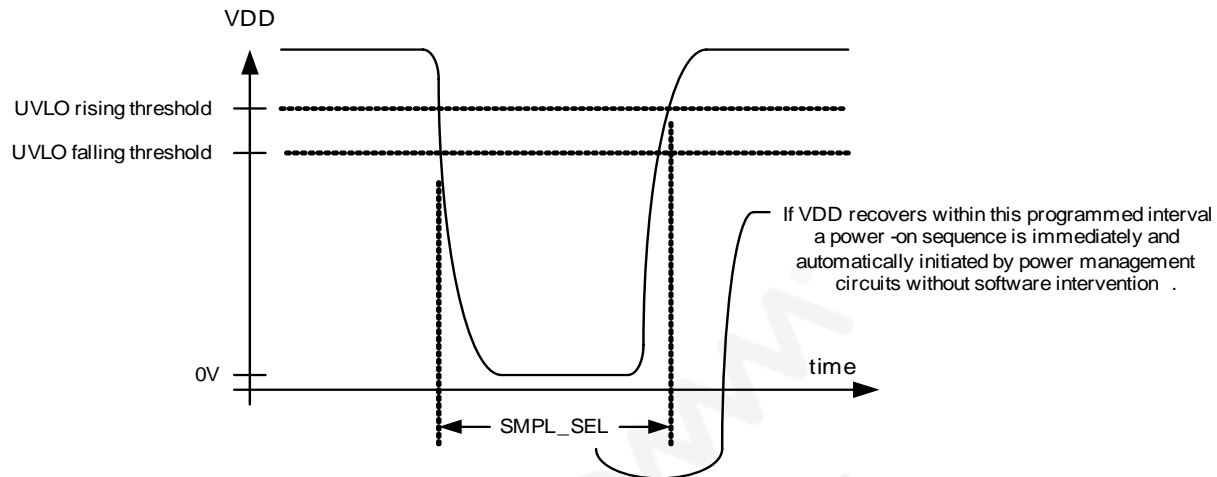 VDD
UVLO rising threshold
UVLO falling threshold
If VDD recovers within this programmed interval
a power -on sequence is immediately and
automatically initiated by power management
circuits without software intervention .
time
0V
SMPL_SEL